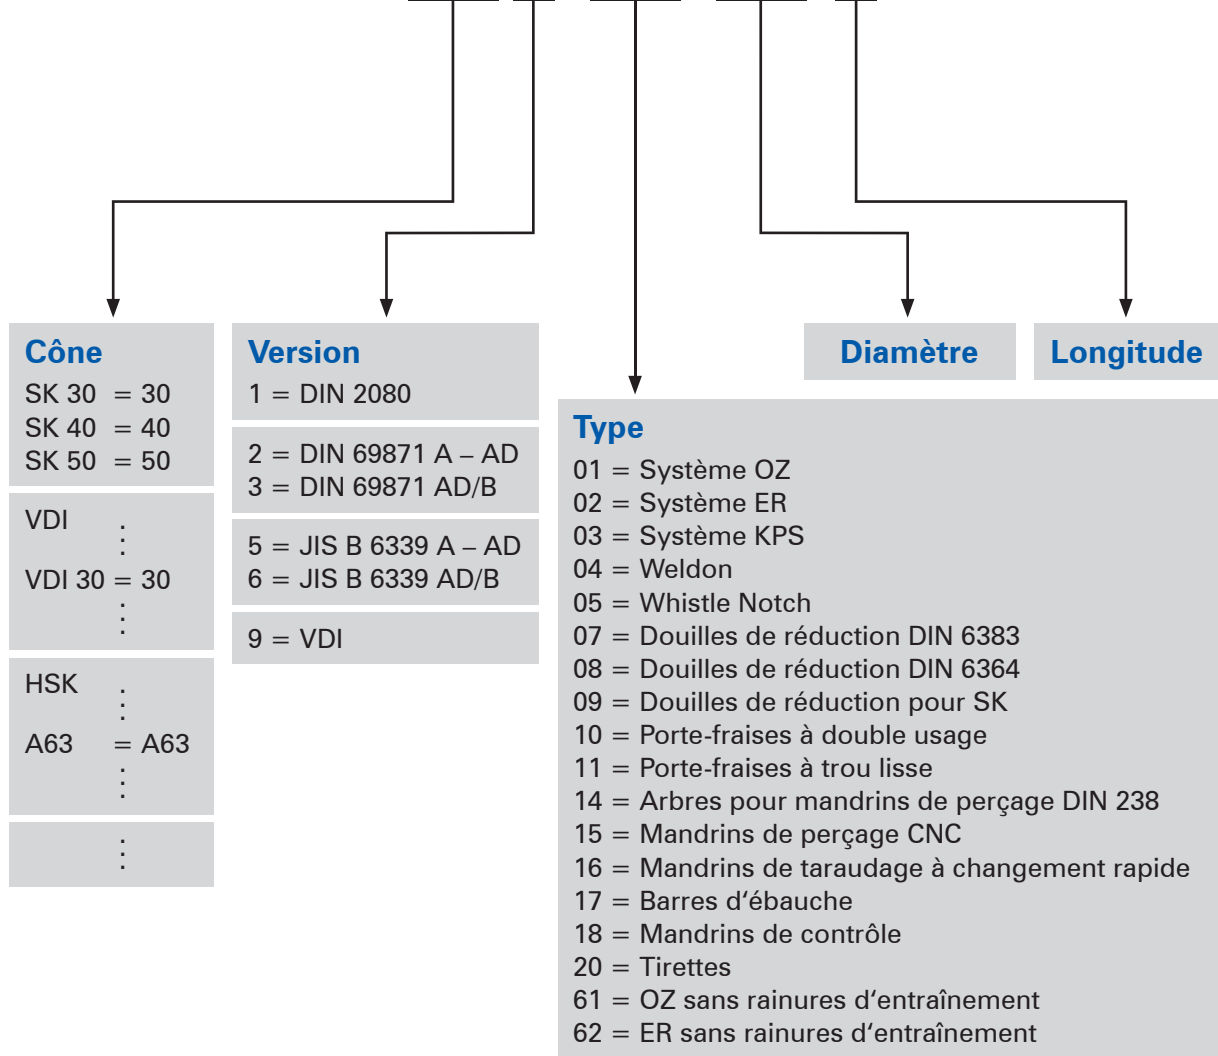 Cône
SK 30 = 30
SK 40 = 40
SK 50 = 50
VDI
VDI 30 = 30
HSK
A63 = A63
Version
1 = DIN 2080
2 = DIN 69871 A – AD
3 = DIN 69871 AD/B
5 = JIS B 6339 A – AD
6 = JIS B 6339 AD/B
9 = VDI
Type
01 = Système OZ
02 = Système ER
03 = Système KPS
04 = Weldon
05 = Whistle Notch
07 = Douilles de réduction DIN 6383
08 = Douilles de réduction DIN 6364
09 = Douilles de réduction pour SK
10 = Porte-fraises à double usage
11 = Porte-fraises à trou lisse
14 = Arbres pour mandrins de perçage DIN 238
15 = Mandrins de perçage CNC
16 = Mandrins de taraudage à changement rapide
17 = Barres d‘ébauche
18 = Mandrins de contrôle
20 = Tirettes
61 = OZ sans rainures d‘entraînement
62 = ER sans rainures d‘entraînement
Diamètre
Longitude